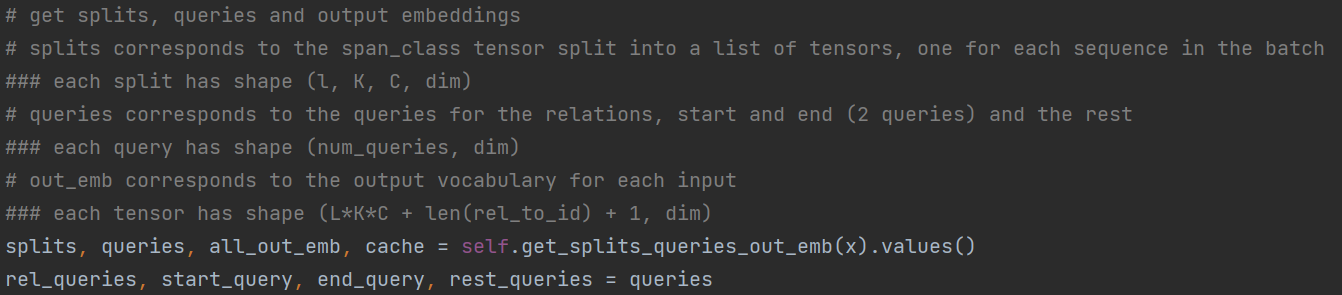 # get splits, queries and output embeddings
# splits corresponds to the span_class tensor split into a list of tensors, one for each sequence in the batch
### each split has shape (l, K, C, dim)
# queries corresponds to the queries for the relations, start and end (2 queries) and the rest
### each query has shape (num_queries, dim)
# out_emb corresponds to the output vocabulary for each input
### each tensor has shape (L*K*C + len(rel_to_id) + 1, dim)
splits, queries, all_out_emb, cache = self.get_splits_queries_out_emb(x).values()
rel_queries, start_query, end_query, rest_queries = queries